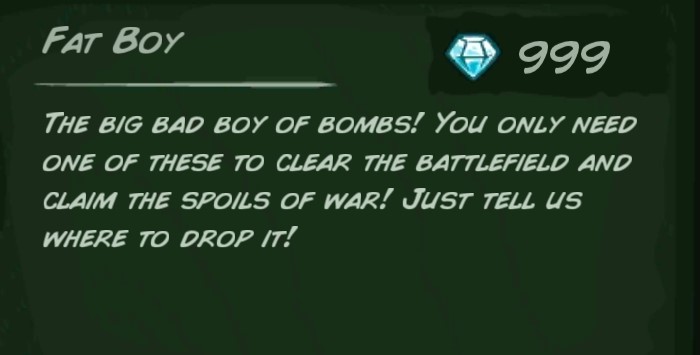 Fat Boy
999
The big bad boy of bombs! You only need
one of these to clear the battlefield and
claim the spoils of war! Just tell us
where to drop it!